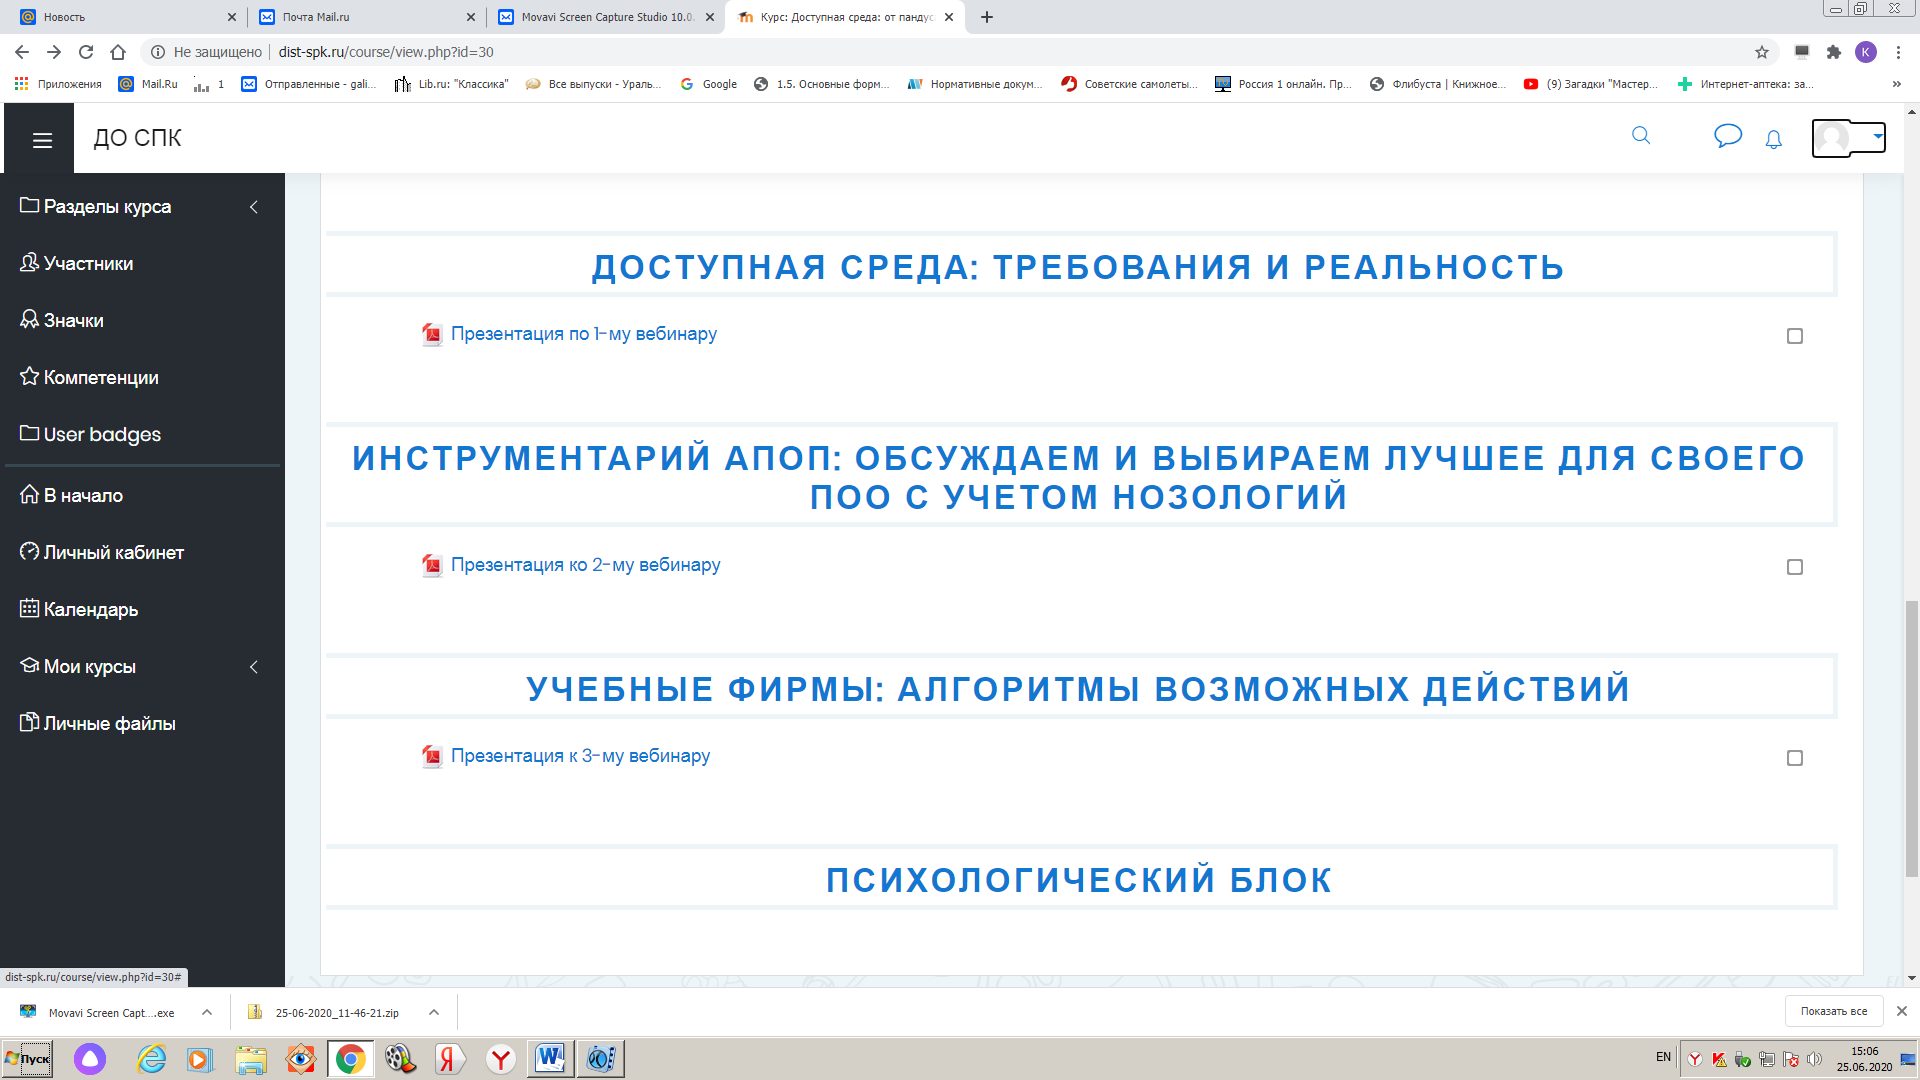 Новость
Почта Mail.ru
Movavi Screen Capture Studio 10.0.
Курс: Доступная среда: от пандус
Не защищено
dist-spk.ru/course/view.php?id=30
K
Приложения
Mail.Ru
1
Отправленные - gali...
Lib.ru: "Классика"
Все выпуски - Ураль...
Google
1.5. Основные форм...
Нормативные докум...
Советские самолеты...
Россия 1 онлайн. Пр...
Флибуста | Книжное...
(9) Загадки "Мастер...
Интернет-аптека: за...
»
ДО СПК
Разделы курса
Участники
Значки
Компетенции
User badges
В начало
Личный кабинет
Календарь
Мои курсы
Личные файлы
ДОСТУПНАЯ СРЕДА: ТРЕБОВАНИЯ И РЕАЛЬНОСТЬ
Презентация по 1-му вебинару
ИНСТРУМЕНТАРИЙ АПОП: ОБСУЖДАЕМ И ВЫБИРАЕМ ЛУЧШЕЕ ДЛЯ СВОЕГО
ПОО С УЧЕТОМ НОЗОЛОГИЙ
Презентация ко 2-му вебинару
УЧЕБНЫЕ ФИРМЫ: АЛГОРИТМЫ ВОЗМОЖНЫХ ДЕЙСТВИЙ
Презентация к 3-му вебинару
ПСИХОЛОГИЧЕСКИЙ БЛОК
dist-spk.ru/course/view.php?id=30#
Movavi Screen Capt....exe
25-06-2020_11-46-21.zip
Показать все
Пуск
EN
15:06
25.06.2020